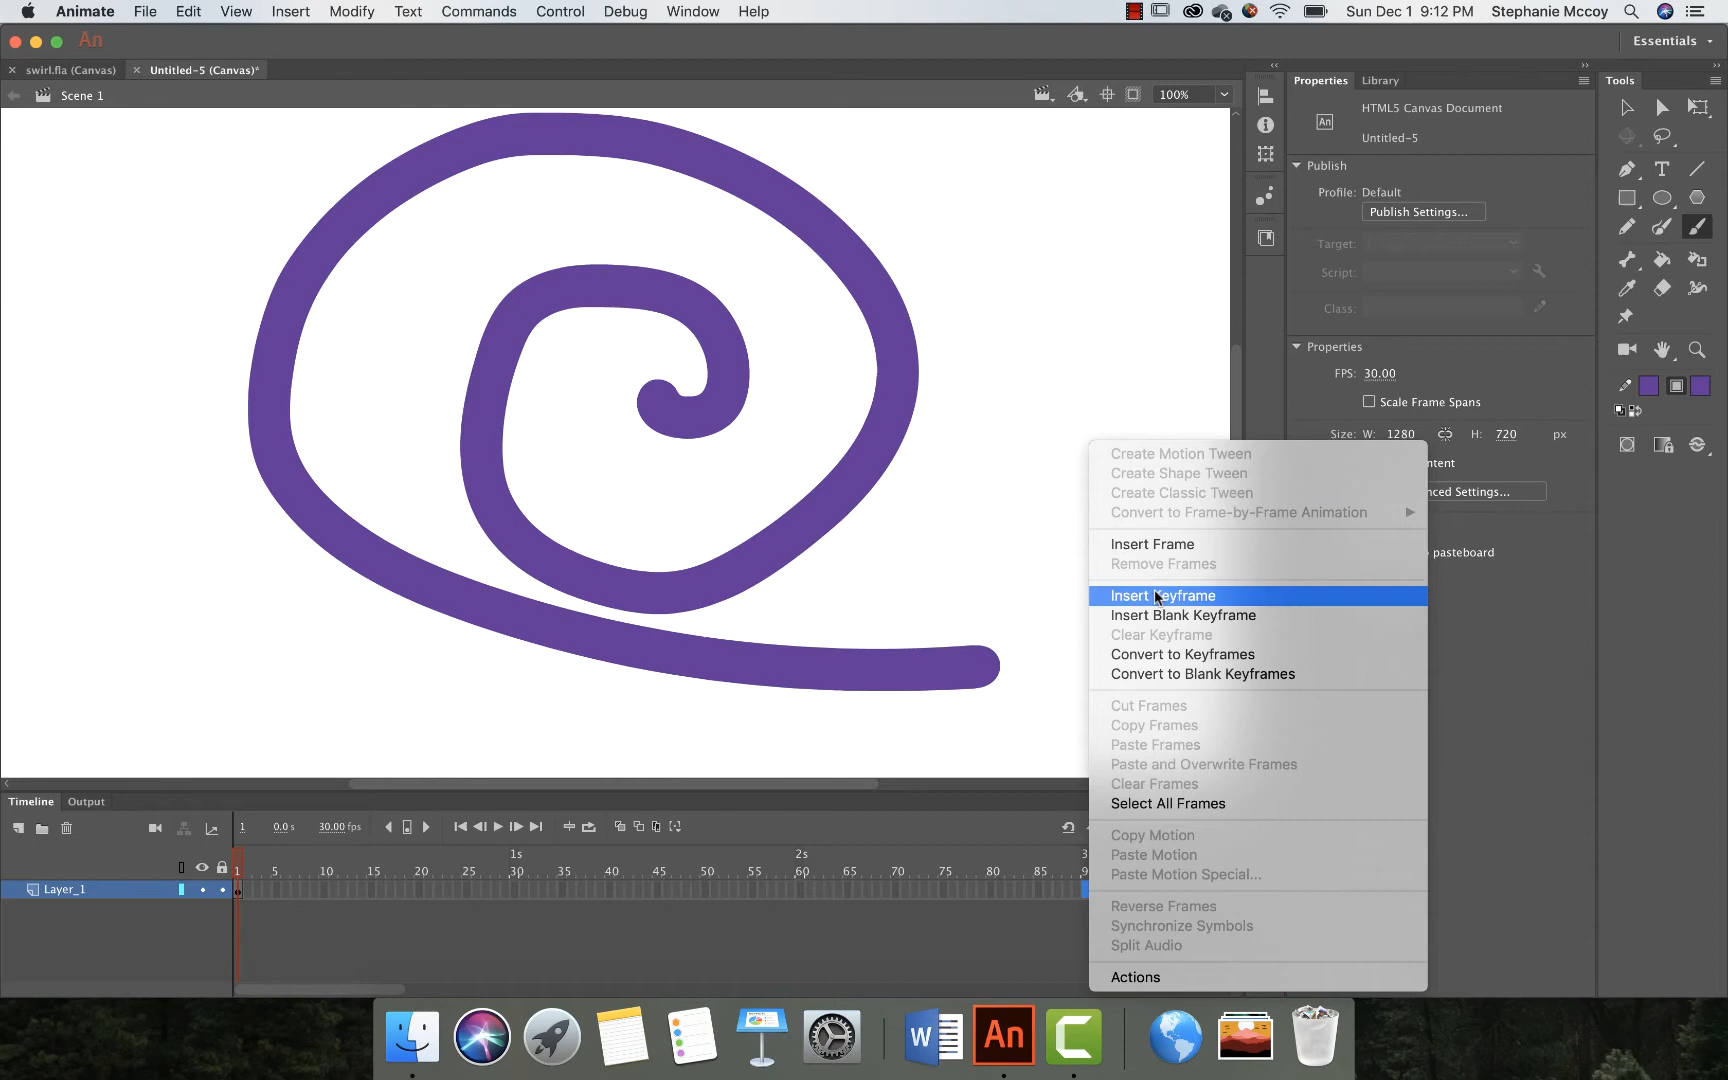 Animate File Edit View Insert Modify Text Commands Control Debug Window Help Sun Dec 1 9:12 PM Stephanie Mccoy
An Essentials
swirl.fla (Canvas) Untitled-5 (Canvas)*
Scene 1 100%
Properties Library Tools
An HTML5 Canvas Document
Untitled-5
Publish
Profile: Default
Publish Settings...
Target:
Script:
Class:
Properties
FPS: 30.00
Scale Frame Spans
Size: W: 1280 H: 720 px
ntent
nced Settings...
pasteboard
Create Motion Tween
Create Shape Tween
Create Classic Tween
Convert to Frame-by-Frame Animation
Insert Frame
Remove Frames
Insert Keyframe
Insert Blank Keyframe
Clear Keyframe
Convert to Keyframes
Convert to Blank Keyframes
Cut Frames
Copy Frames
Paste Frames
Paste and Overwrite Frames
Clear Frames
Select All Frames
Copy Motion
Paste Motion
Paste Motion Special...
Reverse Frames
Synchronize Symbols
Split Audio
Actions
Timeline Output
1 0.0s 30.00fps
1s 2s 3
1 5 10 15 20 25 30 35 40 45 50 55 60 65 70 75 80 85 9
Layer_1
W An C